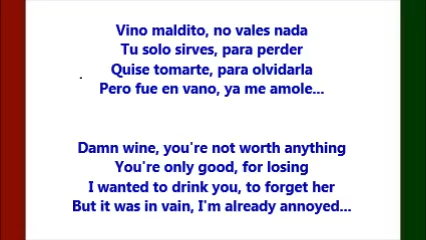 Vino maldito, no vales nada
Tu solo sirves, para perder
Quise tomarte, para olvidarla
Pero fue en vano, ya me amole...
Damn wine, you're not worth anything
You're only good, for losing
I wanted to drink you, to forget her
But it was in vain, I'm already annoyed...